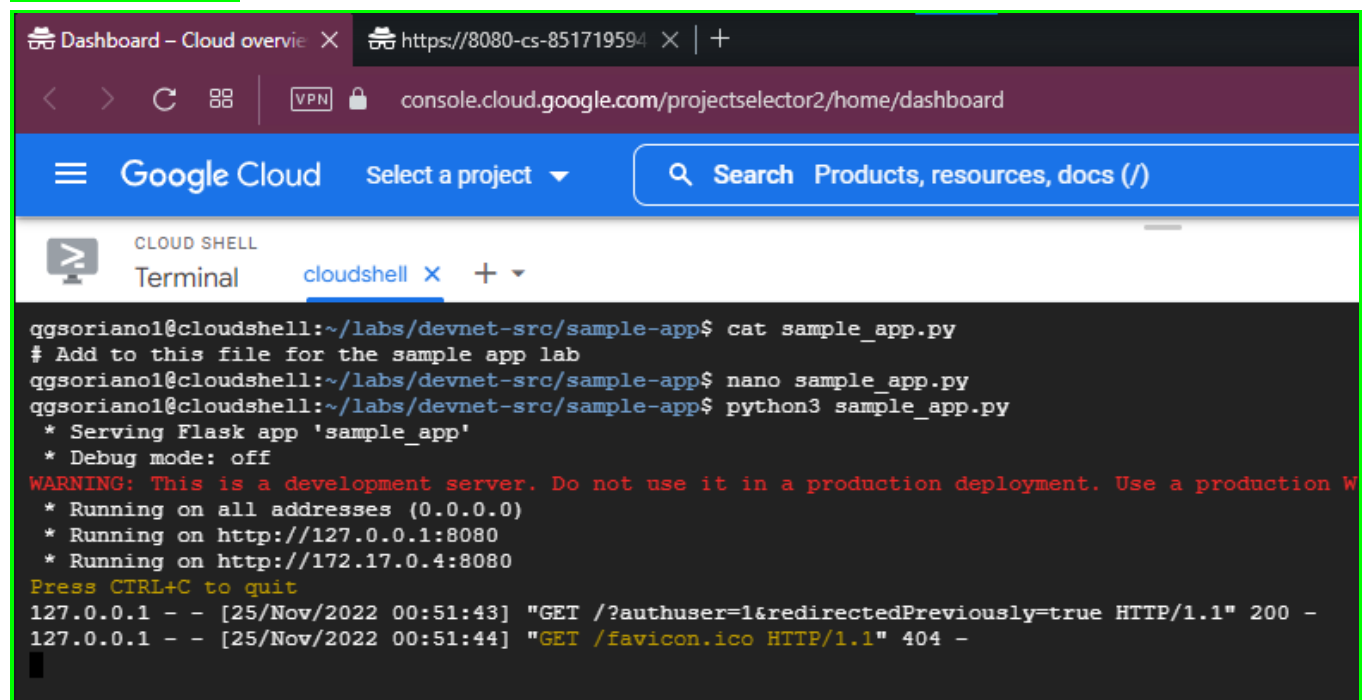 Dashboard – Cloud overvie
https://8080-cs-851719594
VPN console.cloud.google.com/projectselector2/home/dashboard
Google Cloud Select a project Search Products, resources, docs (/)
CLOUD SHELL
Terminal cloudshell
qgsoriano1@cloudshell:~/labs/devnet-src/sample-app$ cat sample_app.py
# Add to this file for the sample app lab
qgsoriano1@cloudshell:~/labs/devnet-src/sample-app$ nano sample_app.py
qgsoriano1@cloudshell:~/labs/devnet-src/sample-app$ python3 sample_app.py
 * Serving Flask app 'sample_app'
 * Debug mode: off
WARNING: This is a development server. Do not use it in a production deployment. Use a production W
 * Running on all addresses (0.0.0.0)
 * Running on http://127.0.0.1:8080
 * Running on http://172.17.0.4:8080
Press CTRL+C to quit
127.0.0.1 - - [25/Nov/2022 00:51:43] "GET /?authuser=1&redirectedPreviously=true HTTP/1.1" 200 -
127.0.0.1 - - [25/Nov/2022 00:51:44] "GET /favicon.ico HTTP/1.1" 404 -